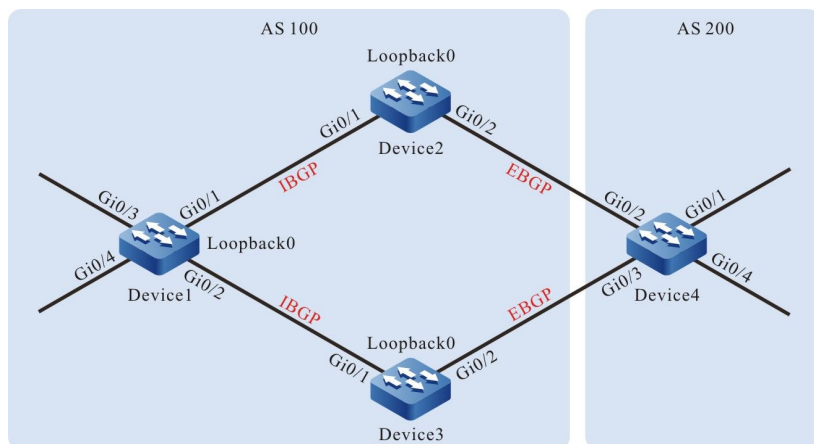 AS 100
AS 200
Loopback0
Gi0/1
Gi0/2
Device2
IBGP
EBGP
Gi0/3
Gi0/1
Gi0/2
Gi0/1
Loopback0
Gi0/4
Gi0/2
Device1
Gi0/3
Gi0/4
Device4
IBGP
EBGP
Loopback0
Gi0/1
Gi0/2
Device3